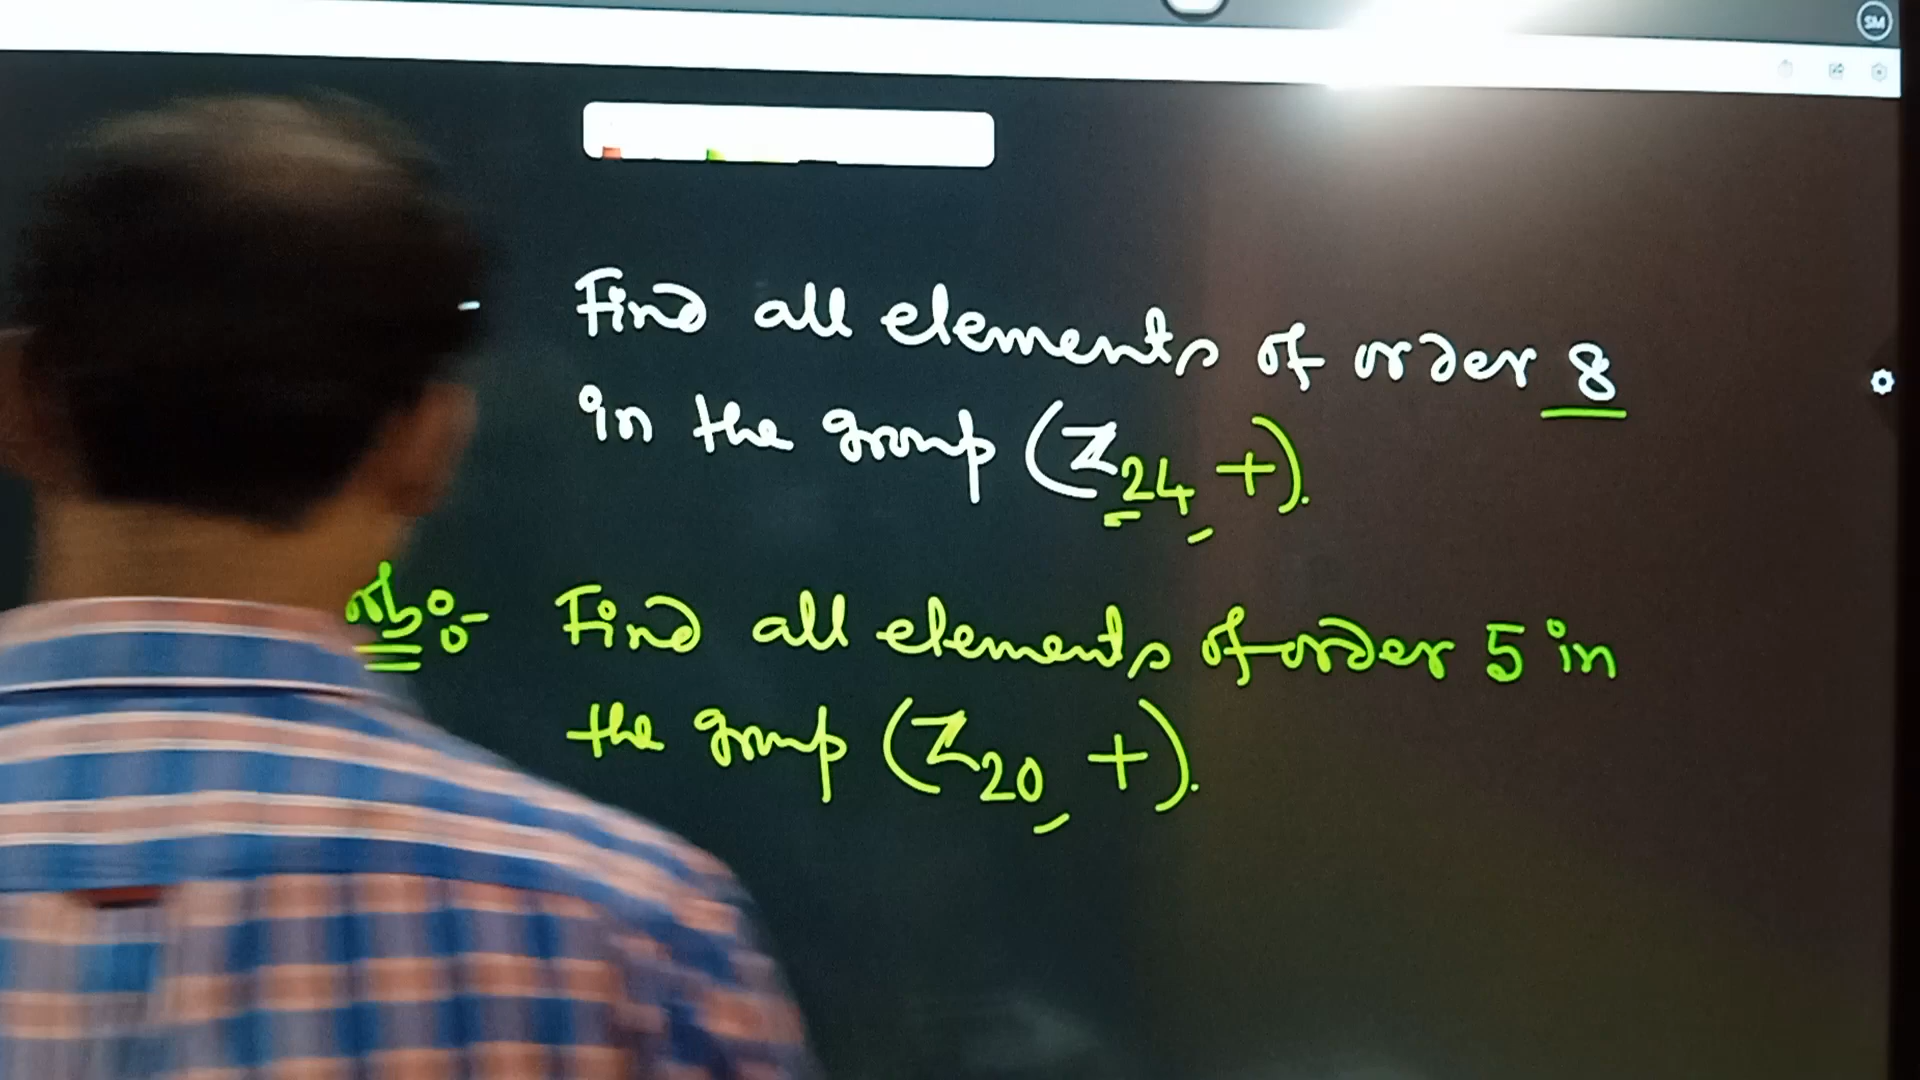 SM
Find all elements of order 8
in the group (Z24, +).
Find all elements of order 5 in
the group (Z20, +).